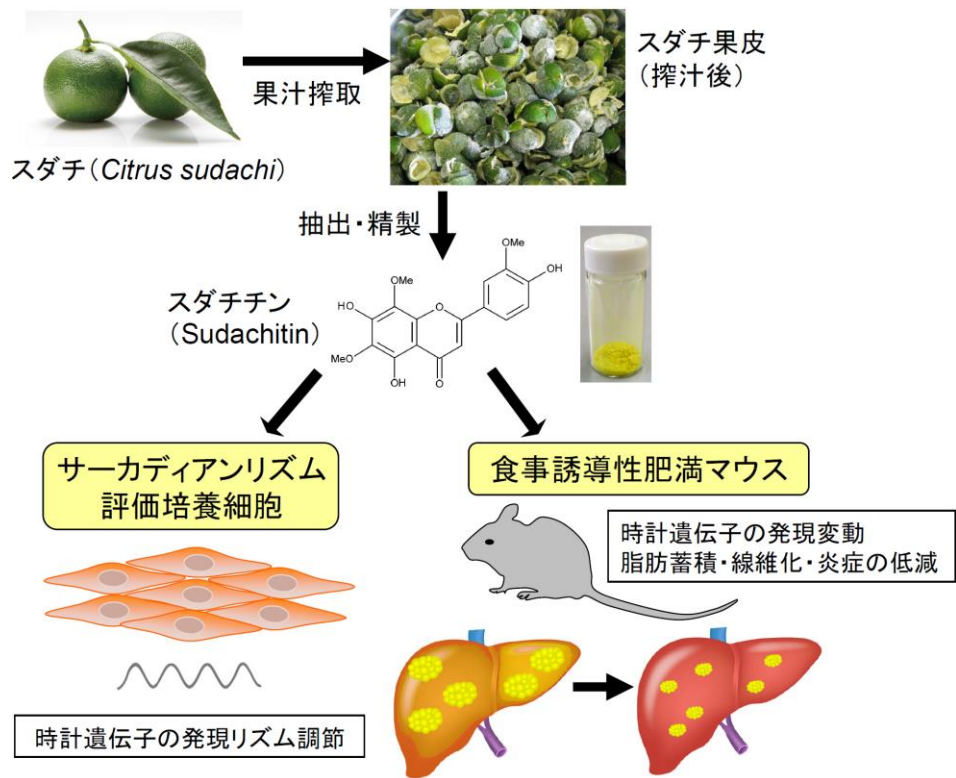 果汁搾取
スダチ果皮
（搾汁後）
スダチ（Citrus sudachi）
抽出・精製
スダチチン
（Sudachitin）
OMe
OMe
OH
HO
O
MeO
OH
O
サーカディアンリズム
評価培養細胞
食事誘導性肥満マウス
時計遺伝子の発現変動
脂肪蓄積・線維化・炎症の低減
時計遺伝子の発現リズム調節